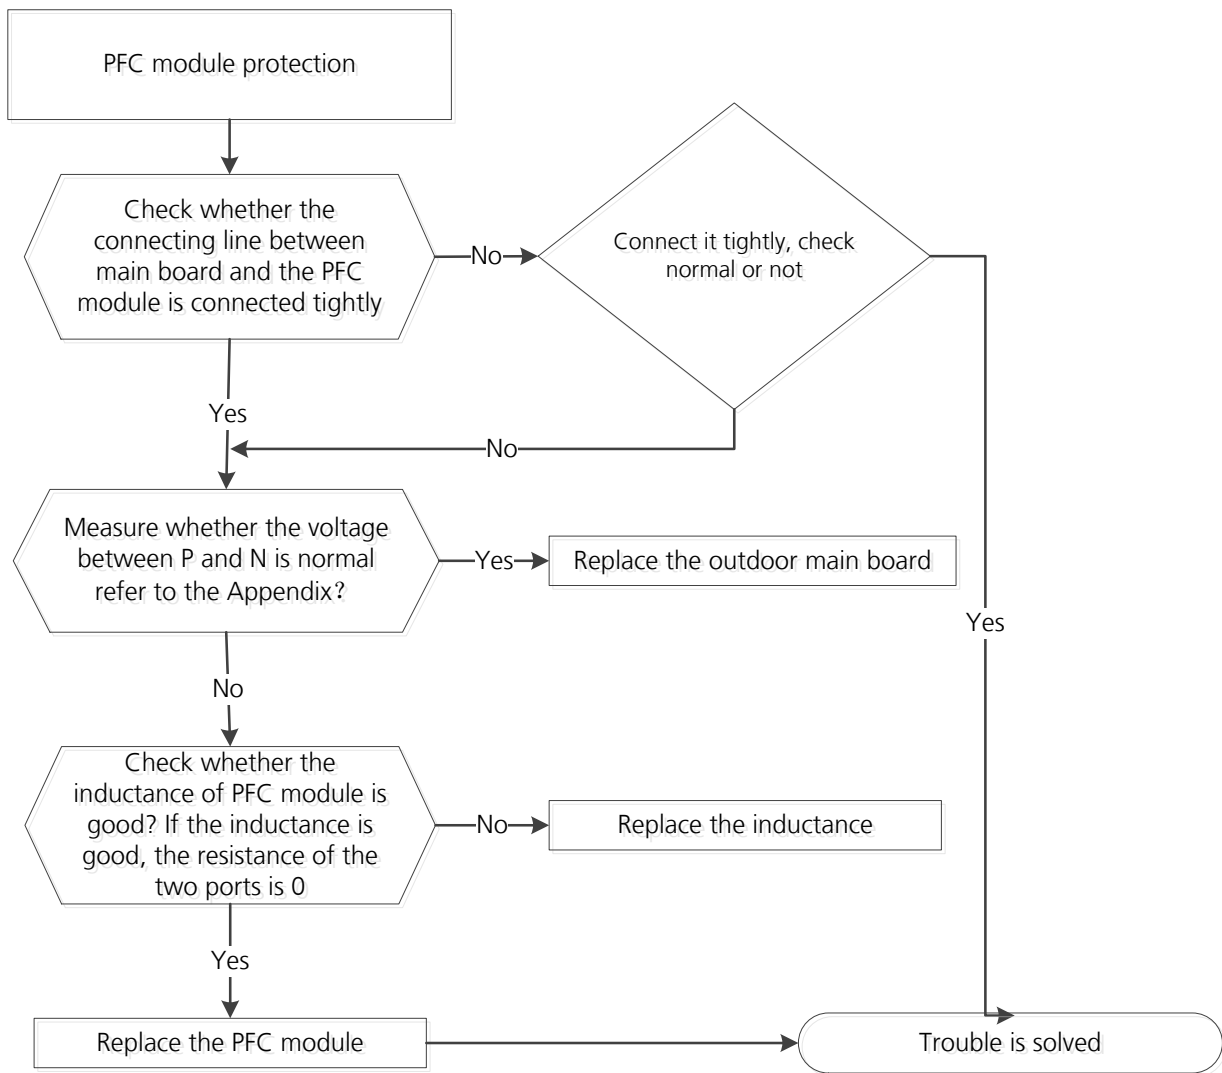 PFC module protection
Check whether the
connecting line between
main board and the PFC
module is connected tightly
No
Connect it tightly, check
normal or not
Yes
No
Measure whether the voltage
between P and N is normal
refer to the Appendix？
Yes
Replace the outdoor main board
Yes
No
Check whether the
inductance of PFC module is
good? If the inductance is
good, the resistance of the
two ports is 0
No
Replace the inductance
Yes
Replace the PFC module
Trouble is solved